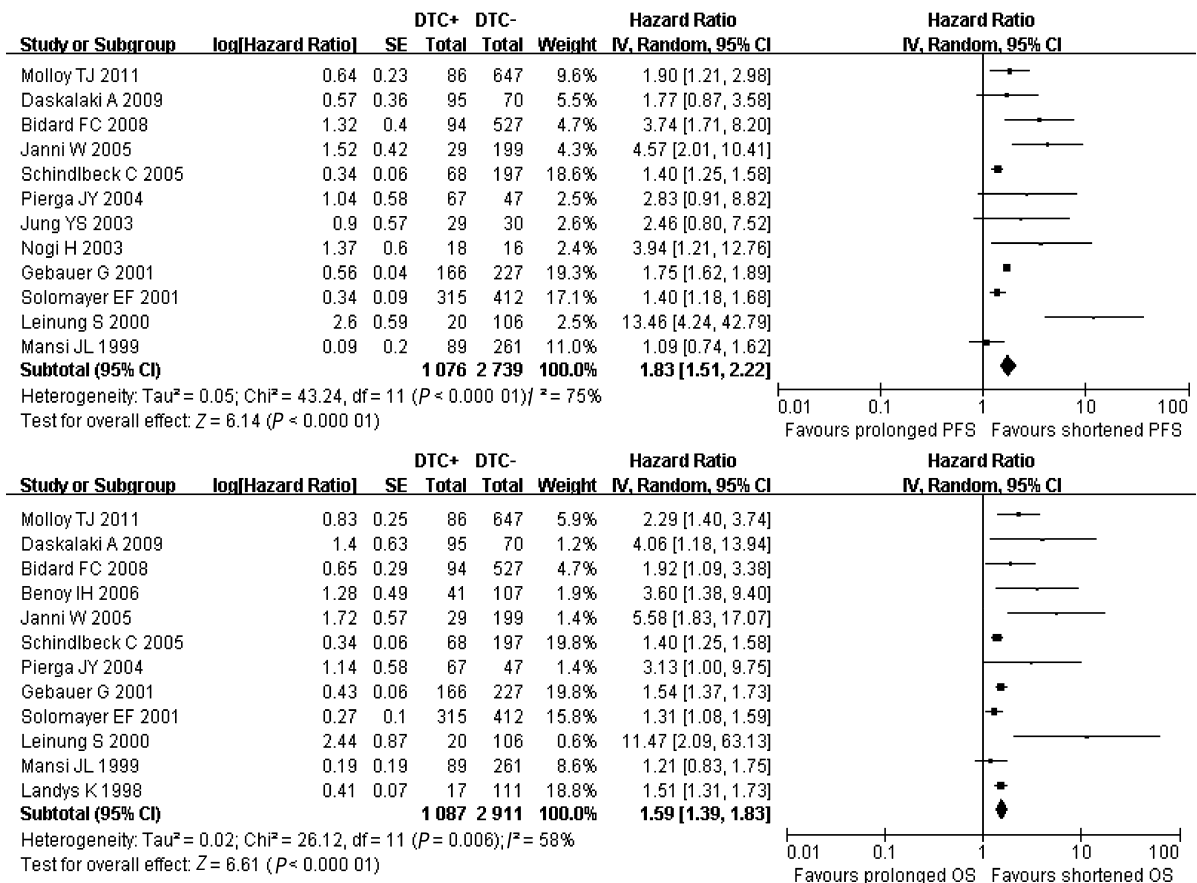 DTC+ DTC- Hazard Ratio Hazard Ratio
Study or Subgroup log[Hazard Ratio] SE Total Total Weight IV, Random, 95% CI IV, Random, 95% CI
Molloy TJ 2011 0.64 0.23 86 647 9.6% 1.90 [1.21, 2.98]
Daskalaki A 2009 0.57 0.36 95 70 5.5% 1.77 [0.87, 3.58]
Bidard FC 2008 1.32 0.4 94 527 4.7% 3.74 [1.71, 8.20]
Janni W 2005 1.52 0.42 29 199 4.3% 4.57 [2.01, 10.41]
Schindlbeck C 2005 0.34 0.06 68 197 18.6% 1.40 [1.25, 1.58]
Pierga JY 2004 1.04 0.58 67 47 2.5% 2.83 [0.91, 8.82]
Jung YS 2003 0.9 0.57 29 30 2.6% 2.46 [0.80, 7.52]
Nogi H 2003 1.37 0.6 18 16 2.4% 3.94 [1.21, 12.76]
Gebauer G 2001 0.56 0.04 166 227 19.3% 1.75 [1.62, 1.89]
Solomayer EF 2001 0.34 0.09 315 412 17.1% 1.40 [1.18, 1.68]
Leinung S 2000 2.6 0.59 20 106 2.5% 13.46 [4.24, 42.79]
Mansi JL 1999 0.09 0.2 89 261 11.0% 1.09 [0.74, 1.62]
Subtotal (95% CI) 1 076 2 739 100.0% 1.83 [1.51, 2.22]
Heterogeneity: Tau² = 0.05; Chi² = 43.24, df = 11 (P < 0.000 01)/ ² = 75%
Test for overall effect: Z = 6.14 (P < 0.000 01)
0.01 0.1 1 10 100
Favours prolonged PFS Favours shortened PFS
DTC+ DTC- Hazard Ratio Hazard Ratio
Study or Subgroup log[Hazard Ratio] SE Total Total Weight IV, Random, 95% CI IV, Random, 95% CI
Molloy TJ 2011 0.83 0.25 86 647 5.9% 2.29 [1.40, 3.74]
Daskalaki A 2009 1.4 0.63 95 70 1.2% 4.06 [1.18, 13.94]
Bidard FC 2008 0.65 0.29 94 527 4.7% 1.92 [1.09, 3.38]
Benoy IH 2006 1.28 0.49 41 107 1.9% 3.60 [1.38, 9.40]
Janni W 2005 1.72 0.57 29 199 1.4% 5.58 [1.83, 17.07]
Schindlbeck C 2005 0.34 0.06 68 197 19.8% 1.40 [1.25, 1.58]
Pierga JY 2004 1.14 0.58 67 47 1.4% 3.13 [1.00, 9.75]
Gebauer G 2001 0.43 0.06 166 227 19.8% 1.54 [1.37, 1.73]
Solomayer EF 2001 0.27 0.1 315 412 15.8% 1.31 [1.08, 1.59]
Leinung S 2000 2.44 0.87 20 106 0.6% 11.47 [2.09, 63.13]
Mansi JL 1999 0.19 0.19 89 261 8.6% 1.21 [0.83, 1.75]
Landys K 1998 0.41 0.07 17 111 18.8% 1.51 [1.31, 1.73]
Subtotal (95% CI) 1 087 2 911 100.0% 1.59 [1.39, 1.83]
Heterogeneity: Tau² = 0.02; Chi² = 26.12, df = 11 (P = 0.006); I² = 58%
Test for overall effect: Z = 6.61 (P < 0.000 01)
0.01 0.1 1 10 100
Favours prolonged OS Favours shortened OS